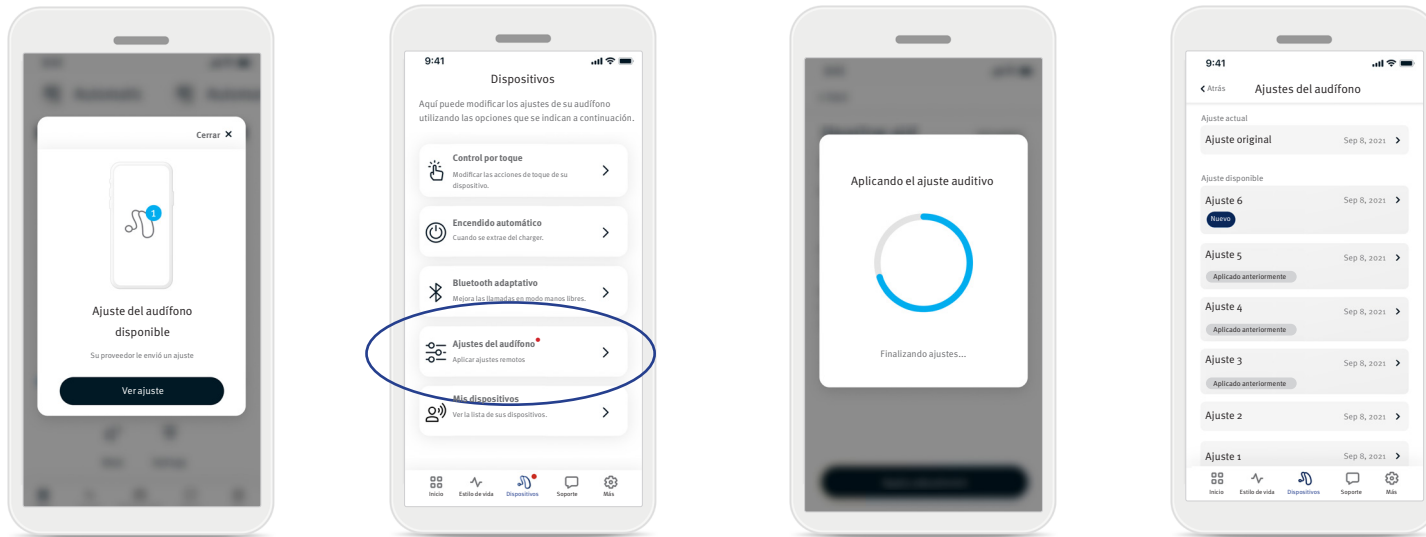 Cerrar ✕
1
Ajuste del audífono
disponible
Su proveedor le envió un ajuste
Ver ajuste
9:41
Dispositivos
Aquí puede modificar los ajustes de su audífono
utilizando las opciones que se indican a continuación.
Control por toque
Modificar las acciones de toque de su
dispositivo.
Encendido automático
Cuando se extrae del charger.
Bluetooth adaptativo
Mejora las llamadas en modo manos libres.
Ajustes del audífono
Aplicar ajustes remotos
Mis dispositivos
Ver la lista de sus dispositivos.
Inicio Estilo de vida Dispositivos Soporte Más
Aplicando el ajuste auditivo
Finalizando ajustes...
9:41
Atrás Ajustes del audífono
Ajuste actual
Ajuste original Sep 8, 2021
Ajuste disponible
Ajuste 6 Sep 8, 2021
Nuevo
Ajuste 5 Sep 8, 2021
Aplicado anteriormente
Ajuste 4 Sep 8, 2021
Aplicado anteriormente
Ajuste 3 Sep 8, 2021
Aplicado anteriormente
Ajuste 2 Sep 8, 2021
Ajuste 1 Sep 8, 2021
Inicio Estilo de vida Dispositivos Soporte Más